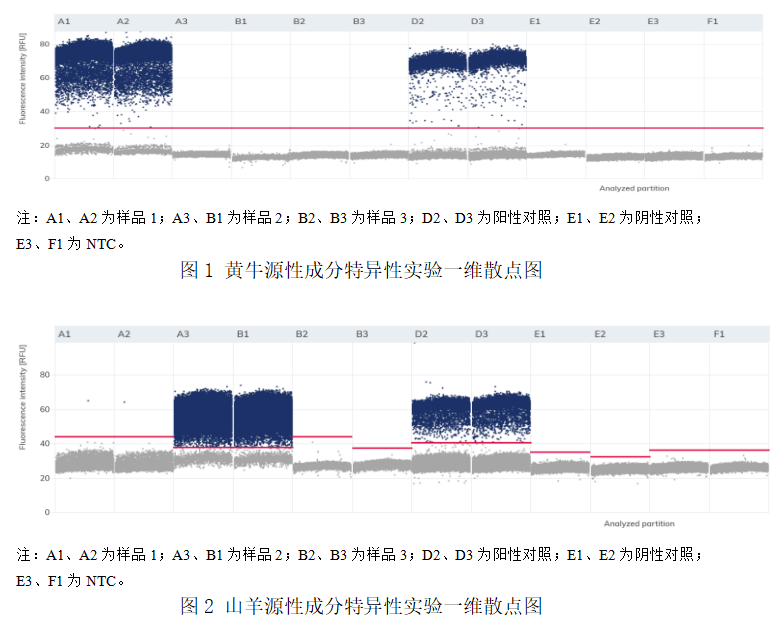 A1 A2 A3 B1 B2 B3 D2 D3 E1 E2 E3 F1
Fluorescence intensity [RFU]
80
60
40
20
0
Analyzed partition
注：A1、A2 为样品 1；A3、B1 为样品 2；B2、B3 为样品 3；D2、D3 为阳性对照；E1、E2 为阴性对照；
E3、F1 为 NTC。
图 1 黄牛源性成分特异性实验一维散点图
A1 A2 A3 B1 B2 B3 D2 D3 E1 E2 E3 F1
Fluorescence intensity [RFU]
80
60
40
20
0
Analyzed partition
注：A1、A2 为样品 1；A3、B1 为样品 2；B2、B3 为样品 3；D2、D3 为阳性对照；E1、E2 为阴性对照；
E3、F1 为 NTC。
图 2 山羊源性成分特异性实验一维散点图